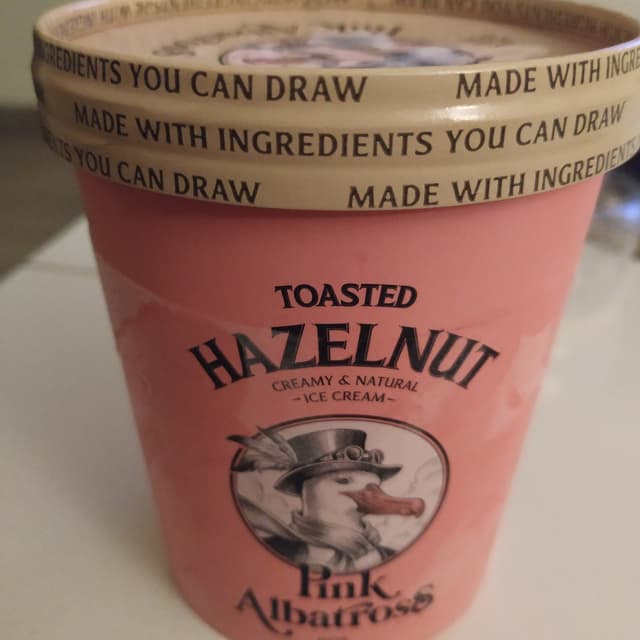 INGREDIENTS YOU CAN DRAW MADE WITH INGRE
MADE WITH INGREDIENTS YOU CAN DRAW
YOU CAN DRAW MADE WITH INGREDIENTS
TOASTED
HAZELNUT
CREAMY & NATURAL
-ICE CREAM-
Pink
Albatross